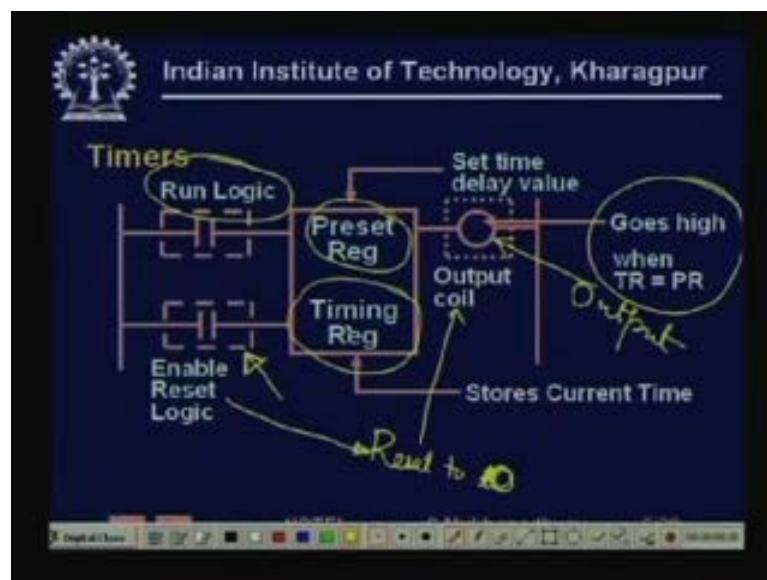 Indian Institute of Technology, Kharagpur
Timers
Run Logic
Set time
delay value
Preset
Reg
Goes high
when
TR = PR
Output
coil
Output
Timing
Reg
Enable
Reset
Logic
Stores Current Time
Reset to 0